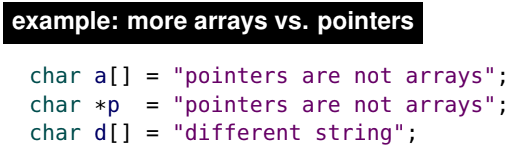 example: more arrays vs. pointers
char a[] = "pointers are not arrays";
char *p  = "pointers are not arrays";
char d[] = "different string";